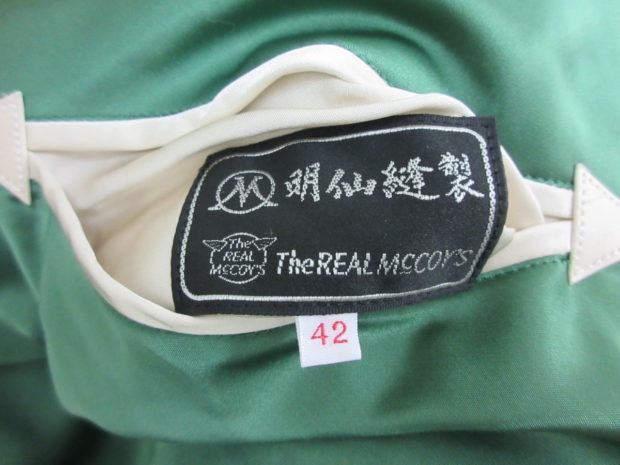 M 明仙縫製
The REAL McCOY'S
The REAL McCOY'S
42